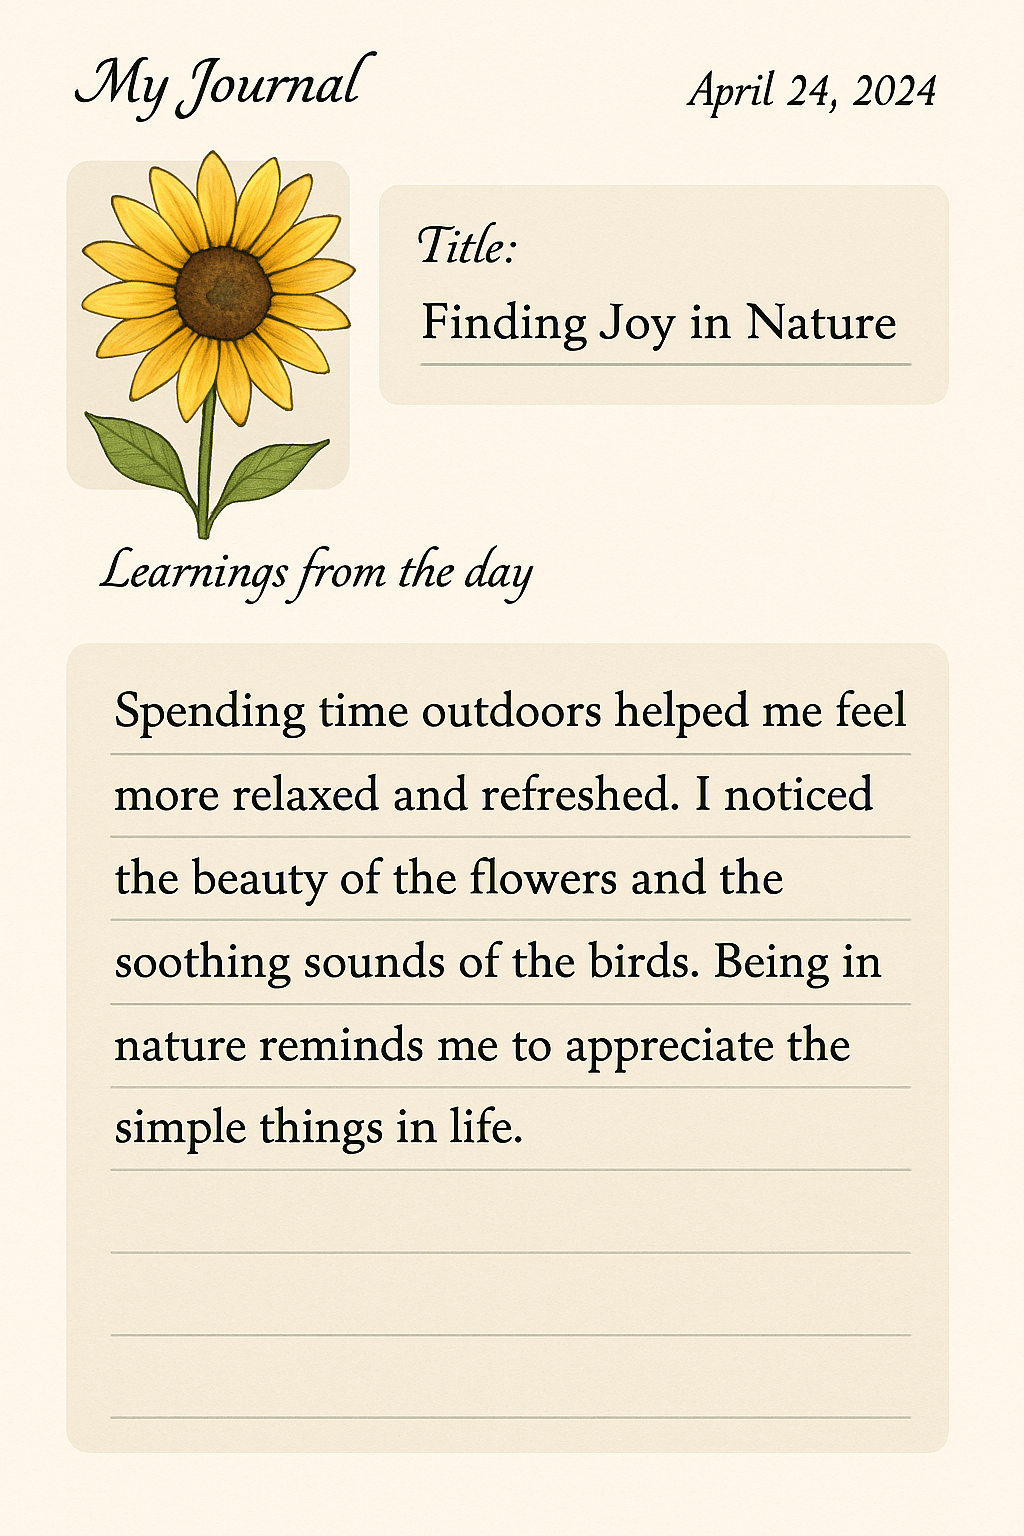 My Journal
April 24, 2024
Title:
Finding Joy in Nature
Learnings from the day
Spending time outdoors helped me feel
more relaxed and refreshed. I noticed
the beauty of the flowers and the
soothing sounds of the birds. Being in
nature reminds me to appreciate the
simple things in life.